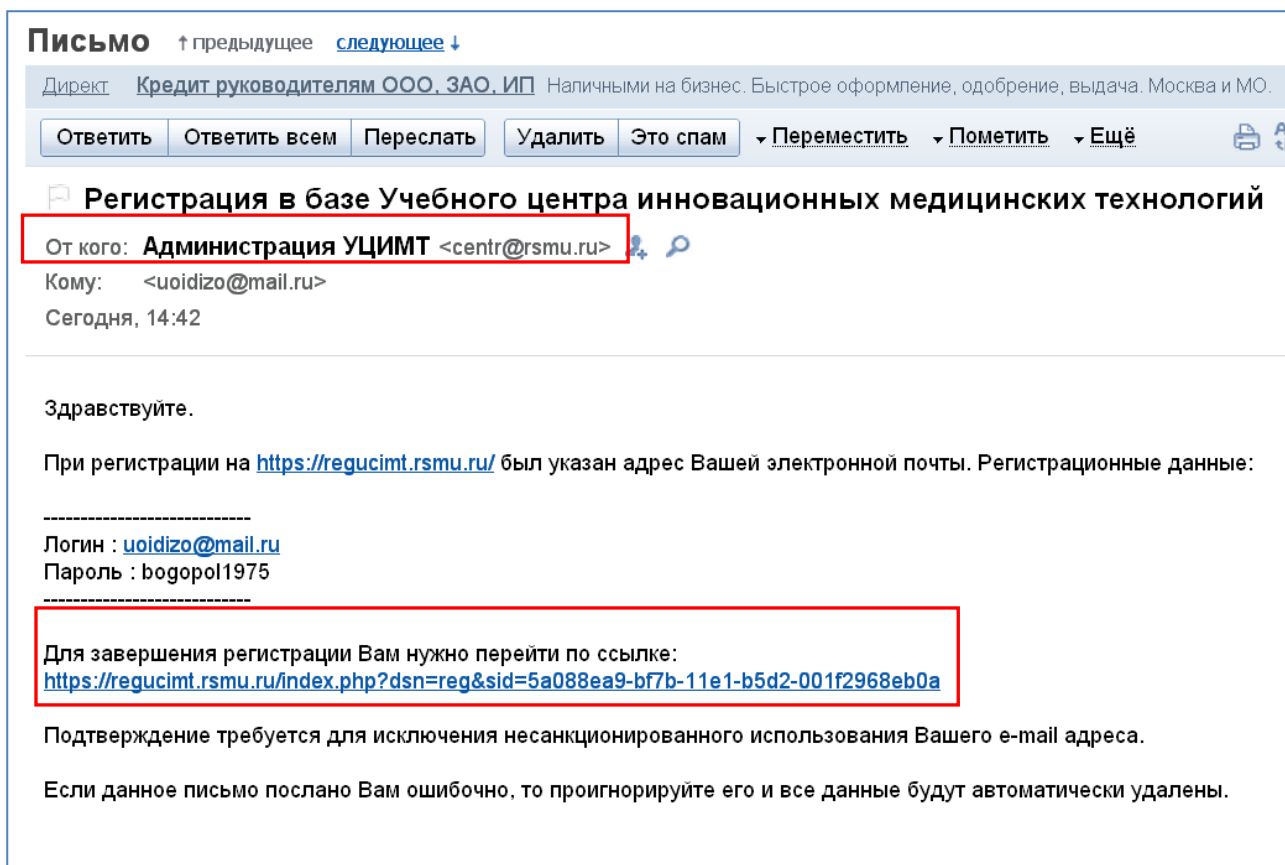 Письмо ↑ предыдущее следующее ↓
Директ Кредит руководителям ООО, ЗАО, ИП Наличными на бизнес. Быстрое оформление, одобрение, выдача. Москва и МО.
Ответить Ответить всем Переслать Удалить Это спам Переместить Пометить Ещё
Регистрация в базе Учебного центра инновационных медицинских технологий
От кого: Администрация УЦИМТ <centr@rsmu.ru>
Кому: <uoidizo@mail.ru>
Сегодня, 14:42
Здравствуйте.
При регистрации на https://regucimt.rsmu.ru/ был указан адрес Вашей электронной почты. Регистрационные данные:
----------------------------
Логин : uoidizo@mail.ru
Пароль : bogopol1975
----------------------------
Для завершения регистрации Вам нужно перейти по ссылке:
https://regucimt.rsmu.ru/index.php?dsn=reg&sid=5a088ea9-bf7b-11e1-b5d2-001f2968eb0a
Подтверждение требуется для исключения несанкционированного использования Вашего e-mail адреса.
Если данное письмо послано Вам ошибочно, то проигнорируйте его и все данные будут автоматически удалены.